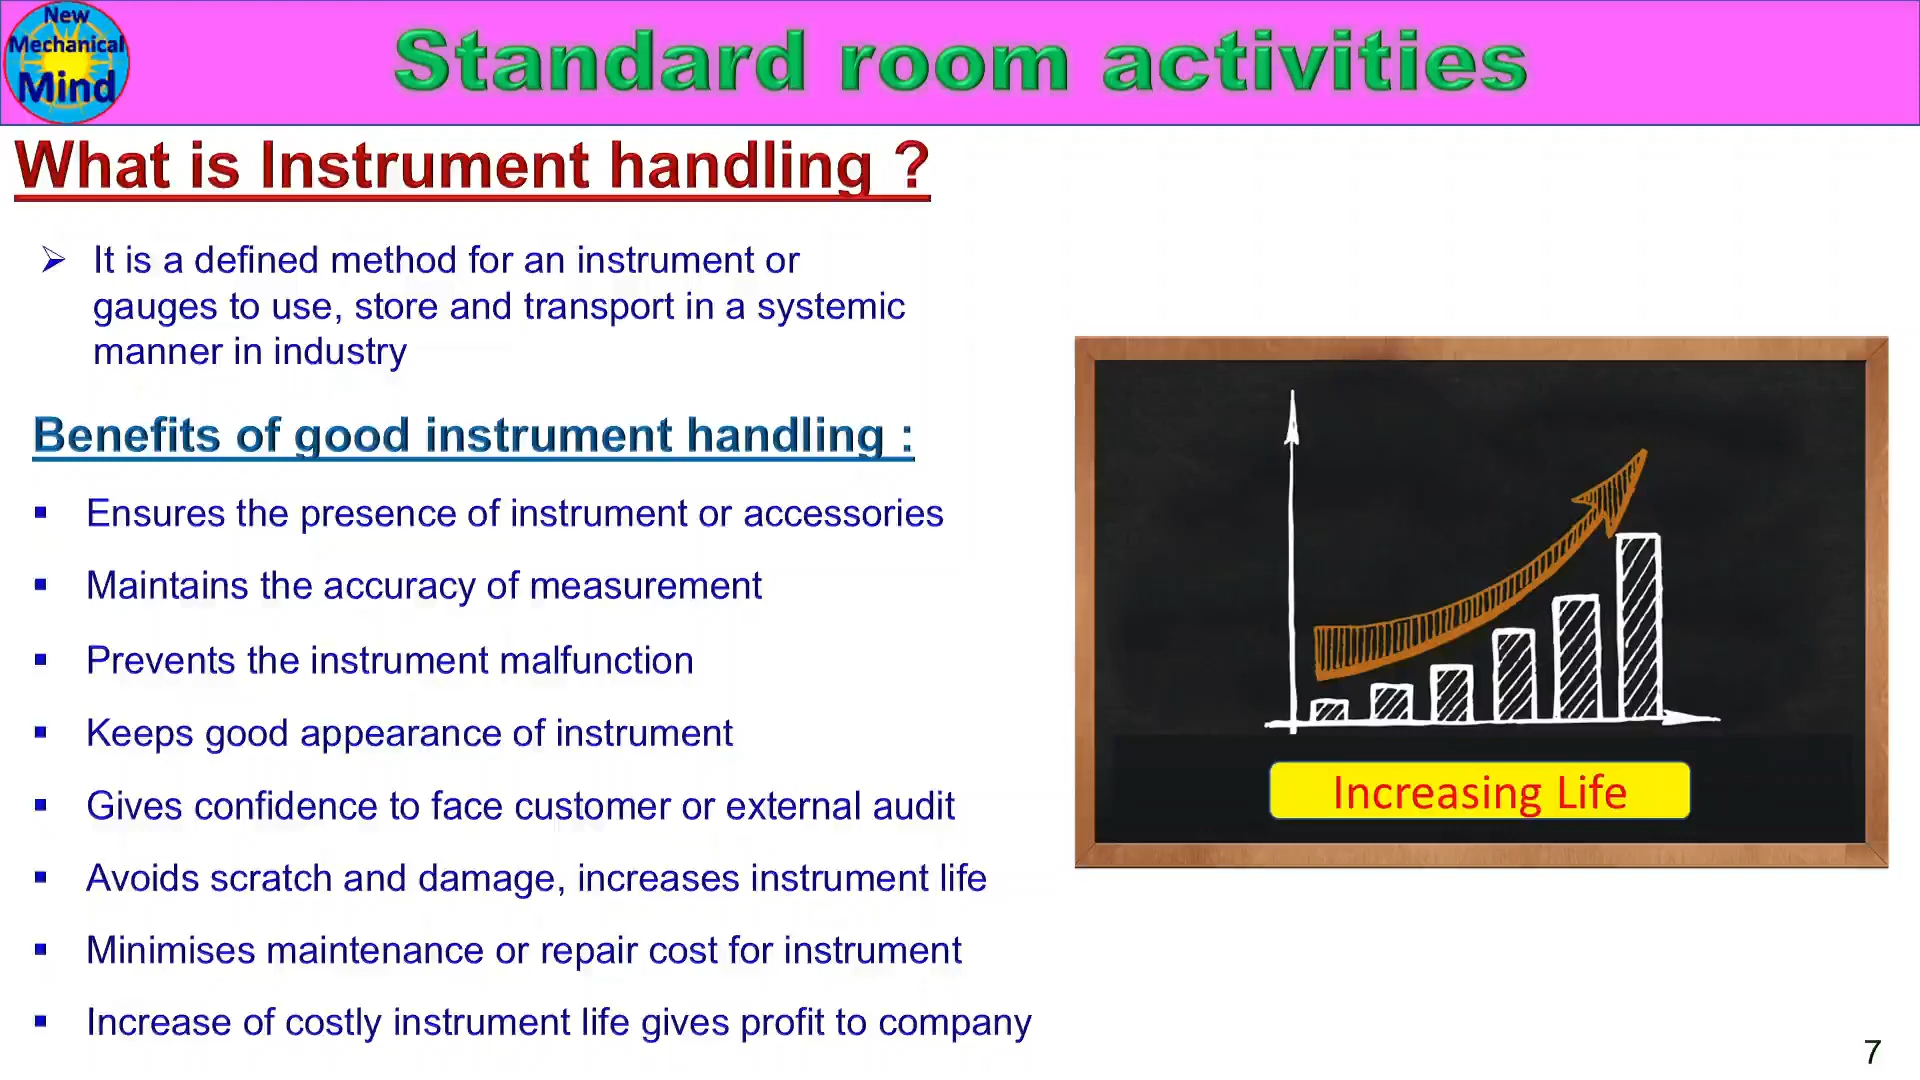 New
Mechanical
Mind
Standard room activities
What is Instrument handling ?
➢ It is a defined method for an instrument or
gauges to use, store and transport in a systemic
manner in industry
Benefits of good instrument handling :
▪ Ensures the presence of instrument or accessories
▪ Maintains the accuracy of measurement
▪ Prevents the instrument malfunction
▪ Keeps good appearance of instrument
▪ Gives confidence to face customer or external audit
▪ Avoids scratch and damage, increases instrument life
▪ Minimises maintenance or repair cost for instrument
▪ Increase of costly instrument life gives profit to company
Increasing Life
7